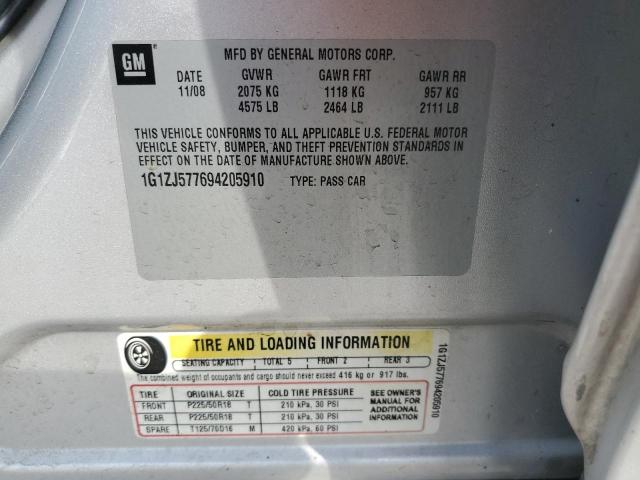 GM
MFD BY GENERAL MOTORS CORP.
DATE GVWR GAWR FRT GAWR RR
11/08 2075 KG 1118 KG 957 KG
4575 LB 2464 LB 2111 LB
THIS VEHICLE CONFORMS TO ALL APPLICABLE U.S. FEDERAL MOTOR
VEHICLE SAFETY, BUMPER, AND THEFT PREVENTION STANDARDS IN
EFFECT ON THE DATE OF MANUFACTURE SHOWN ABOVE.
1G1ZJ577694205910 TYPE: PASS CAR
TIRE AND LOADING INFORMATION
SEATING CAPACITY TOTAL 5 FRONT 2 REAR 3
The combined weight of occupants and cargo should never exceed 416 kg or 917 lbs.
TIRE ORIGINAL SIZE COLD TIRE PRESSURE
FRONT P225/50R18 T 210 kPa, 30 PSI
REAR P225/50R18 T 210 kPa, 30 PSI
SPARE T125/70D16 M 420 kPa, 60 PSI
SEE OWNER'S
MANUAL FOR
ADDITIONAL
INFORMATION
1G1ZJ577694205910